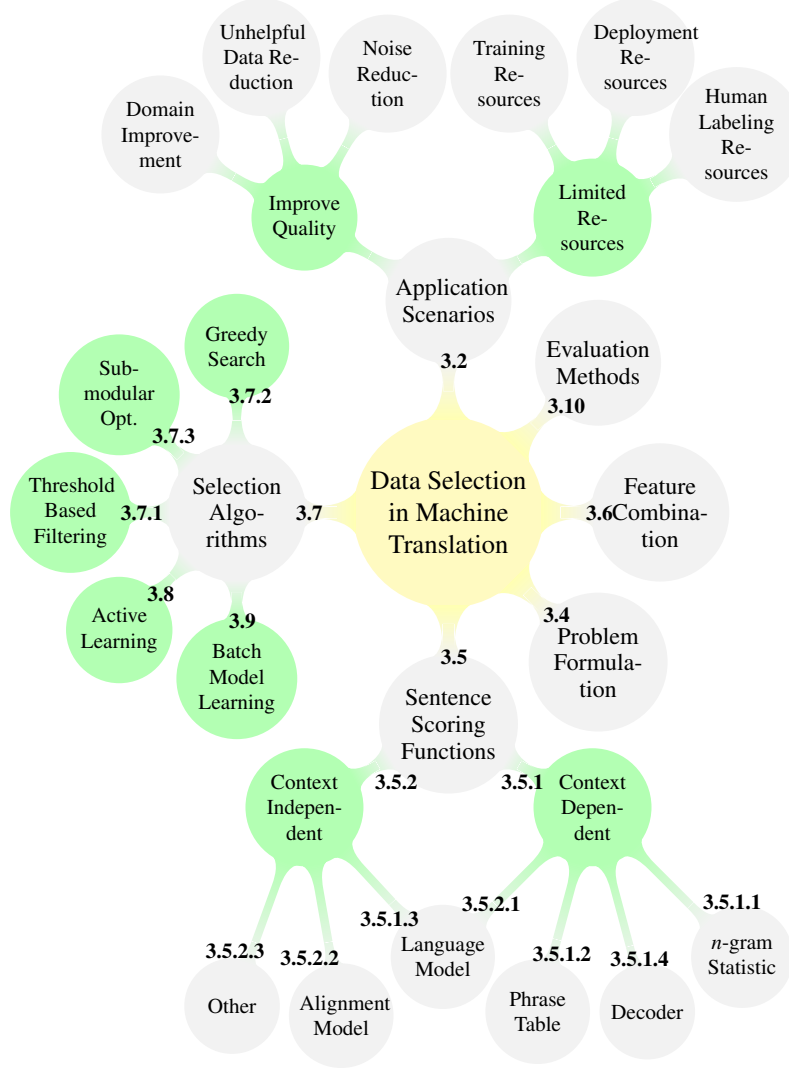 Unhelpful
Data Re-
duction
Noise
Reduc-
tion
Training
Re-
sources
Deployment
Re-
sources
Domain
Improve-
ment
Human
Labeling
Re-
sources
Improve
Quality
Limited
Re-
sources
Application
Scenarios
3.2
Greedy
Search
3.7.2
Evaluation
Methods
3.10
Sub-
modular
Opt.
3.7.3
Threshold
Based
Filtering
3.7.1
Selection
Algo-
rithms
3.7
Data Selection
in Machine
Translation
3.6
Feature
Combina-
tion
3.8
Active
Learning
3.9
Batch
Model
Learning
3.4
Problem
Formula-
tion
3.5
Sentence
Scoring
Functions
3.5.2
Context
Indepen-
dent
3.5.1
Context
Depen-
dent
3.5.2.3
Other
3.5.2.2
Alignment
Model
3.5.1.3
3.5.2.1
Language
Model
3.5.1.2
Phrase
Table
3.5.1.4
Decoder
3.5.1.1
n-gram
Statistic